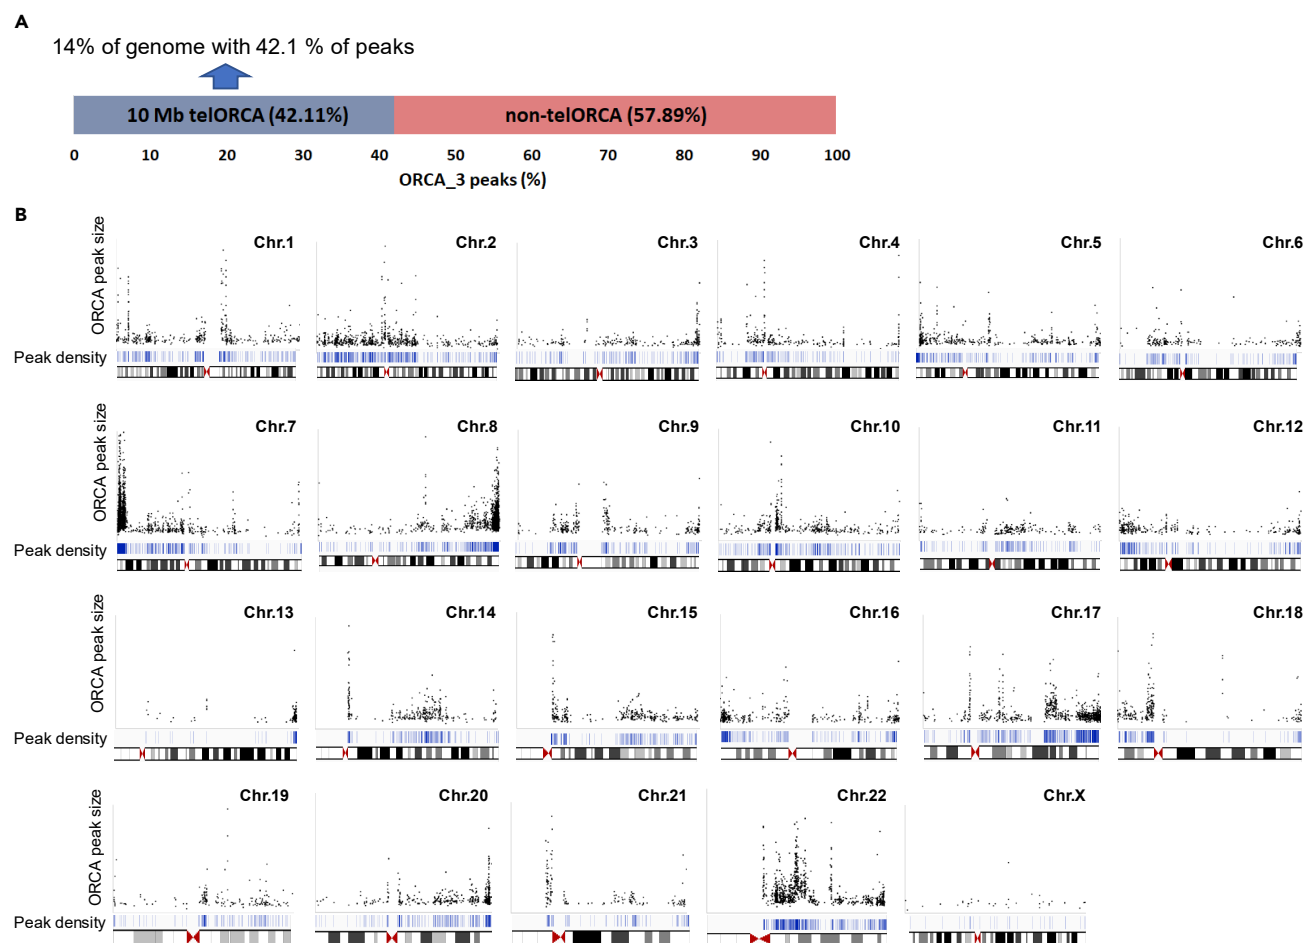 A
14% of genome with 42.1 % of peaks
10 Mb telORCA (42.11%) non-telORCA (57.89%)
0 10 20 30 40 50 60 70 80 90 100
ORCA_3 peaks (%)
B
ORCA peak size
Chr.1 Chr.2 Chr.3 Chr.4 Chr.5 Chr.6
Peak density
ORCA peak size
Chr.7 Chr.8 Chr.9 Chr.10 Chr.11 Chr.12
Peak density
ORCA peak size
Chr.13 Chr.14 Chr.15 Chr.16 Chr.17 Chr.18
Peak density
ORCA peak size
Chr.19 Chr.20 Chr.21 Chr.22 Chr.X
Peak density